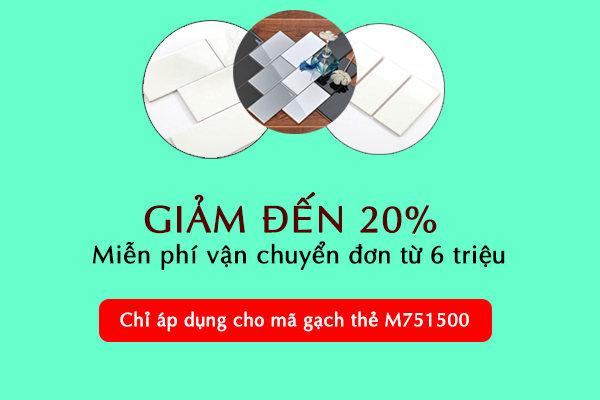 GIẢM ĐẾN 20%
Miễn phí vận chuyển đơn từ 6 triệu
Chỉ áp dụng cho mã gạch thẻ M751500